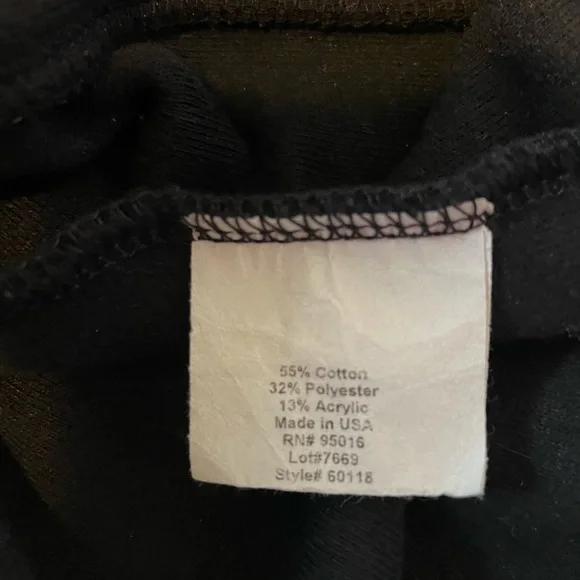 55% Cotton
32% Polyester
13% Acrylic
Made in USA
RN# 95016
Lot#7669
Style# 60118